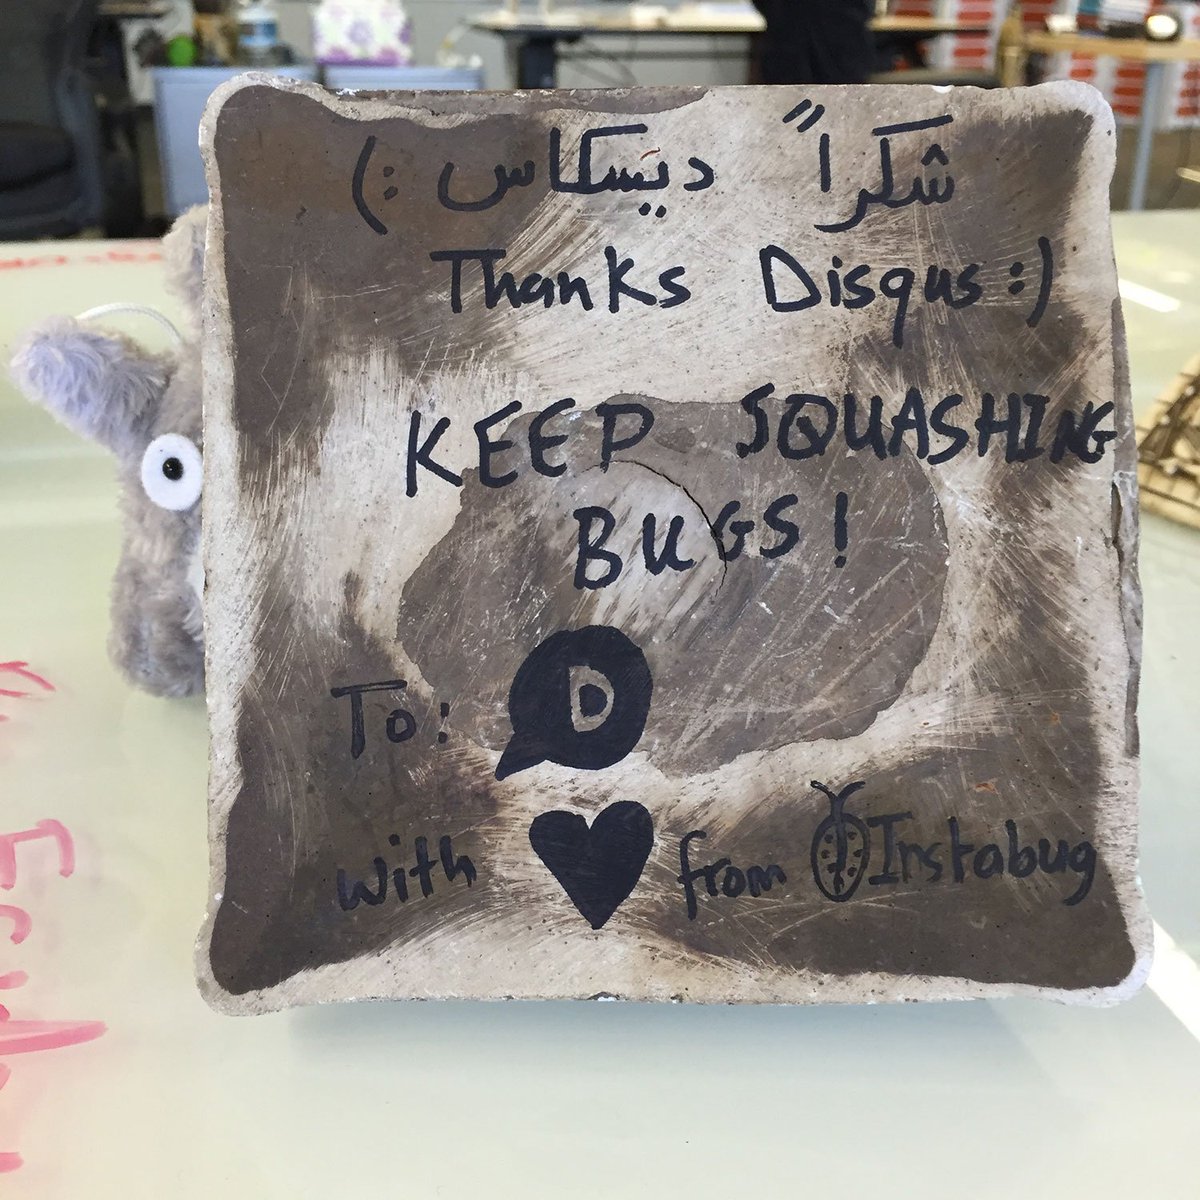 شكراً ديسكاس :)
Thanks Disqus :)
KEEP SQUASHING
BUGS!
To: D
with from Instabug